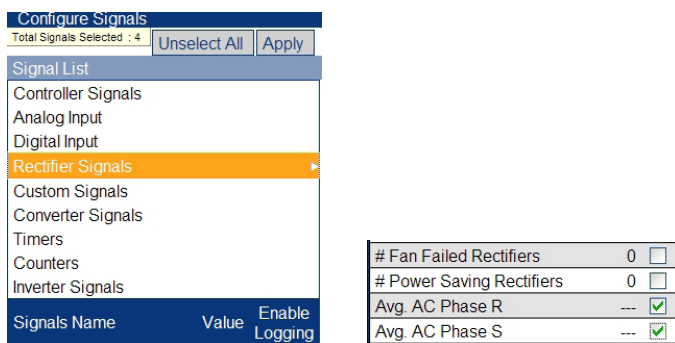 Configure Signals
Total Signals Selected : 4
Unselect All
Apply
Signal List
Controller Signals
Analog Input
Digital Input
Rectifier Signals
Custom Signals
Converter Signals
Timers
Counters
Inverter Signals
Signals Name Value Enable Logging
# Fan Failed Rectifiers 0
# Power Saving Rectifiers 0
Avg. AC Phase R ---
Avg. AC Phase S ---